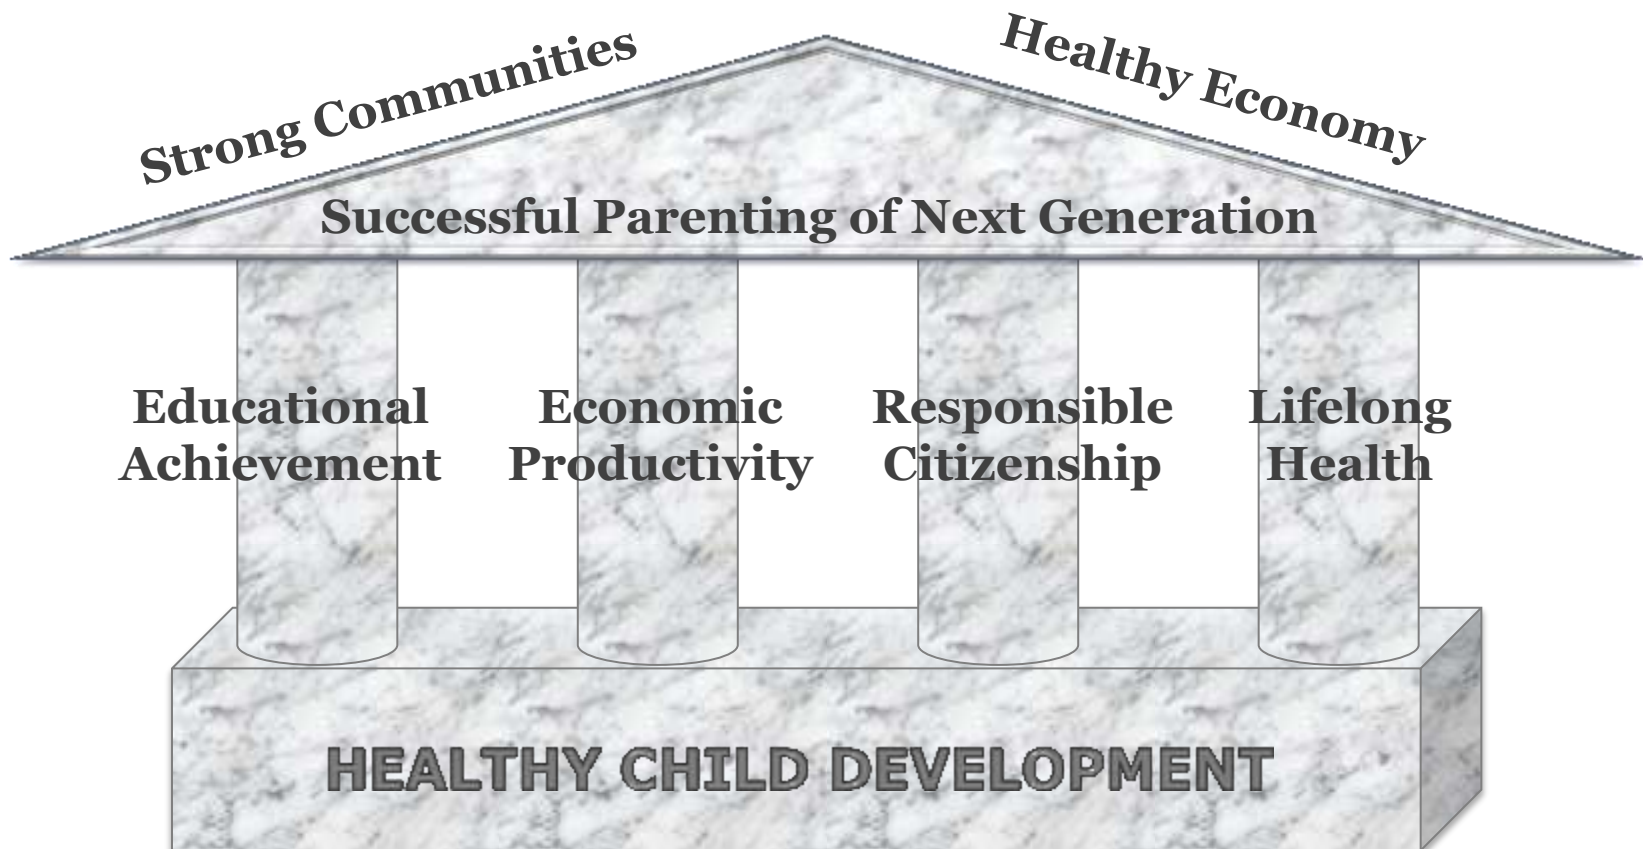 Strong Communities
Healthy Economy
Successful Parenting of Next Generation
Educational
Achievement
Economic
Productivity
Responsible
Citizenship
Lifelong
Health
HEALTHY CHILD DEVELOPMENT